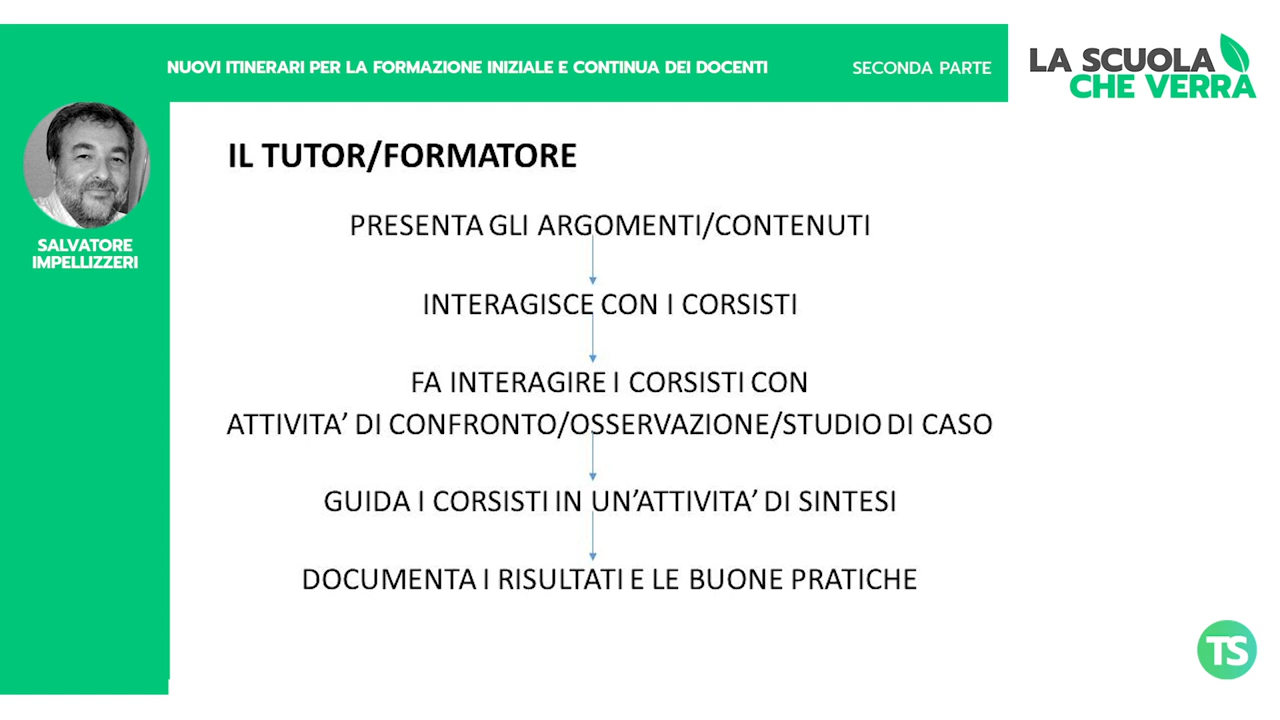 NUOVI ITINERARI PER LA FORMAZIONE INIZIALE E CONTINUA DEI DOCENTI
SECONDA PARTE
LA SCUOLA
CHE VERRÀ
SALVATORE
IMPELLIZZERI
IL TUTOR/FORMATORE
PRESENTA GLI ARGOMENTI/CONTENUTI
INTERAGISCE CON I CORSISTI
FA INTERAGIRE I CORSISTI CON
ATTIVITA’ DI CONFRONTO/OSSERVAZIONE/STUDIO DI CASO
GUIDA I CORSISTI IN UN’ATTIVITA’ DI SINTESI
DOCUMENTA I RISULTATI E LE BUONE PRATICHE
TS